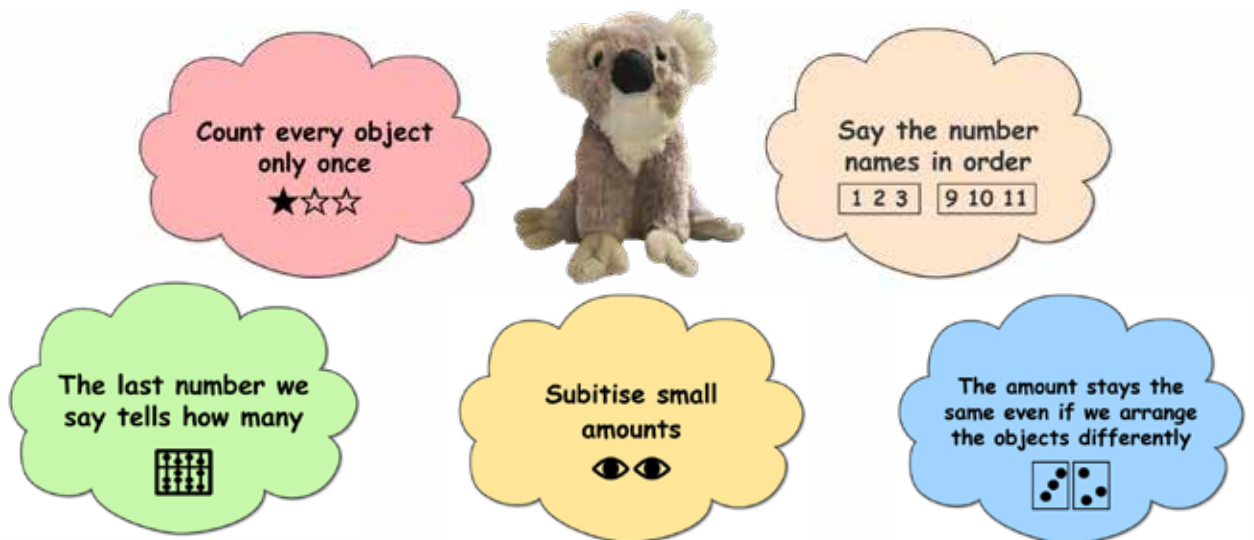 Count every object
only once
Say the number
names in order
1 2 3 9 10 11
The last number we
say tells how many
Subitise small
amounts
The amount stays the
same even if we arrange
the objects differently